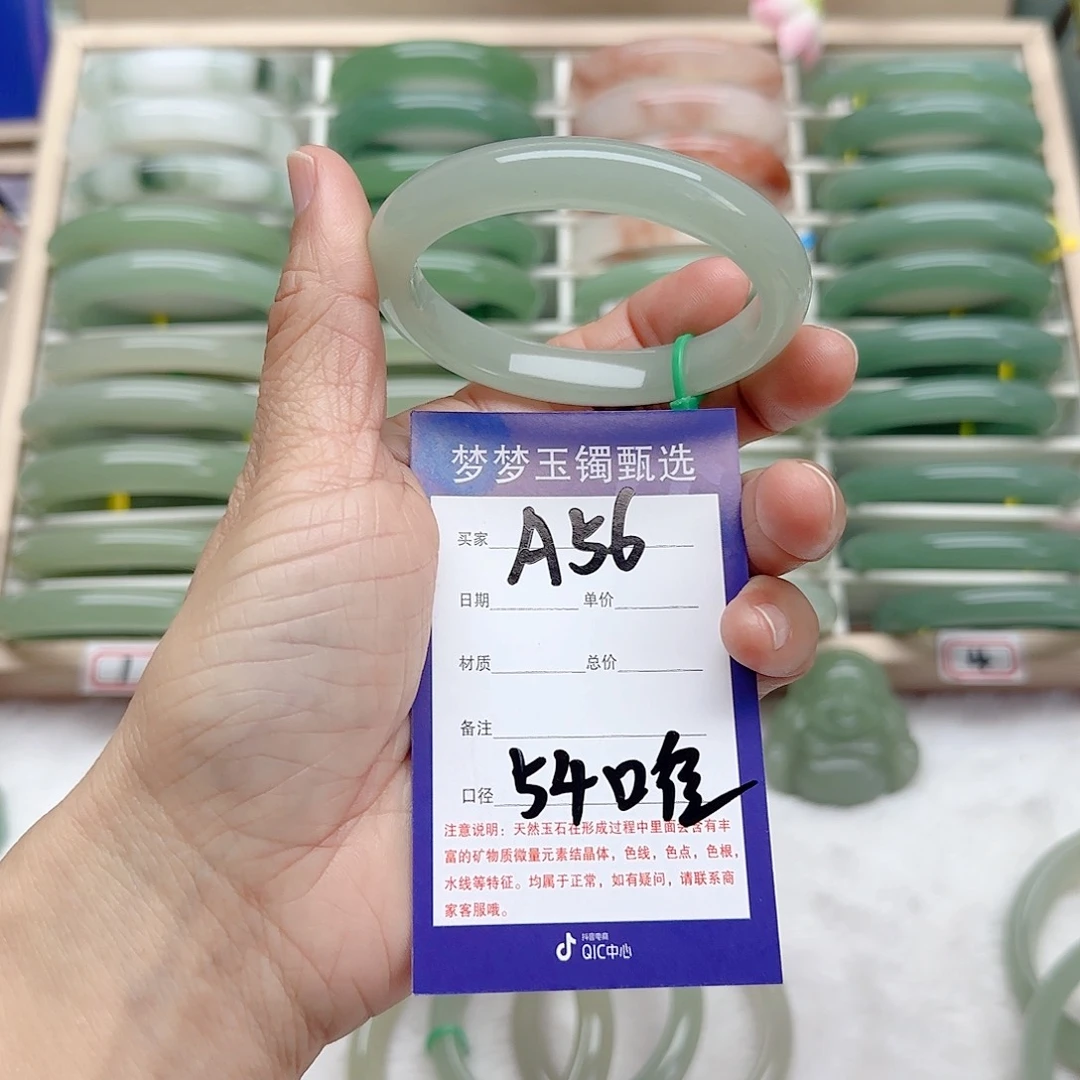 梦梦玉镯甄选
买家 A56
日期 单价
材质 总价
备注
口径 54口径
注意说明：天然玉石在形成过程中里面会含有丰
富的矿物质微量元素结晶体，色线，色点，色根，
水线等特征。均属于正常，如有疑问，请联系商
家客服哦。
抖音电商
QIC中心
1
4